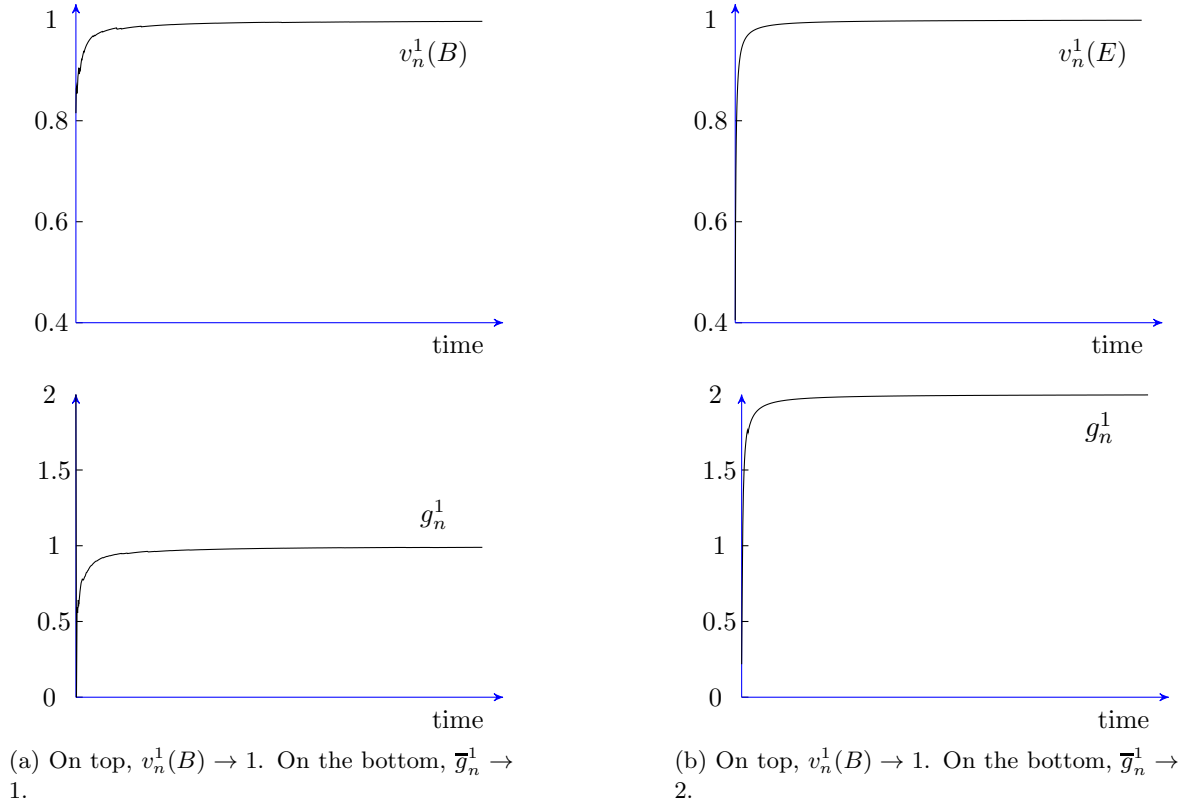 1
0.8
0.6
0.4
v_n^1(B)
time
1
0.8
0.6
0.4
v_n^1(E)
time
2
1.5
1
0.5
0
g_n^1
time
2
1.5
1
0.5
0
g_n^1
time
(a) On top, v_n^1(B) → 1. On the bottom, g̅_n^1 →
1.
(b) On top, v_n^1(B) → 1. On the bottom, g̅_n^1 →
2.